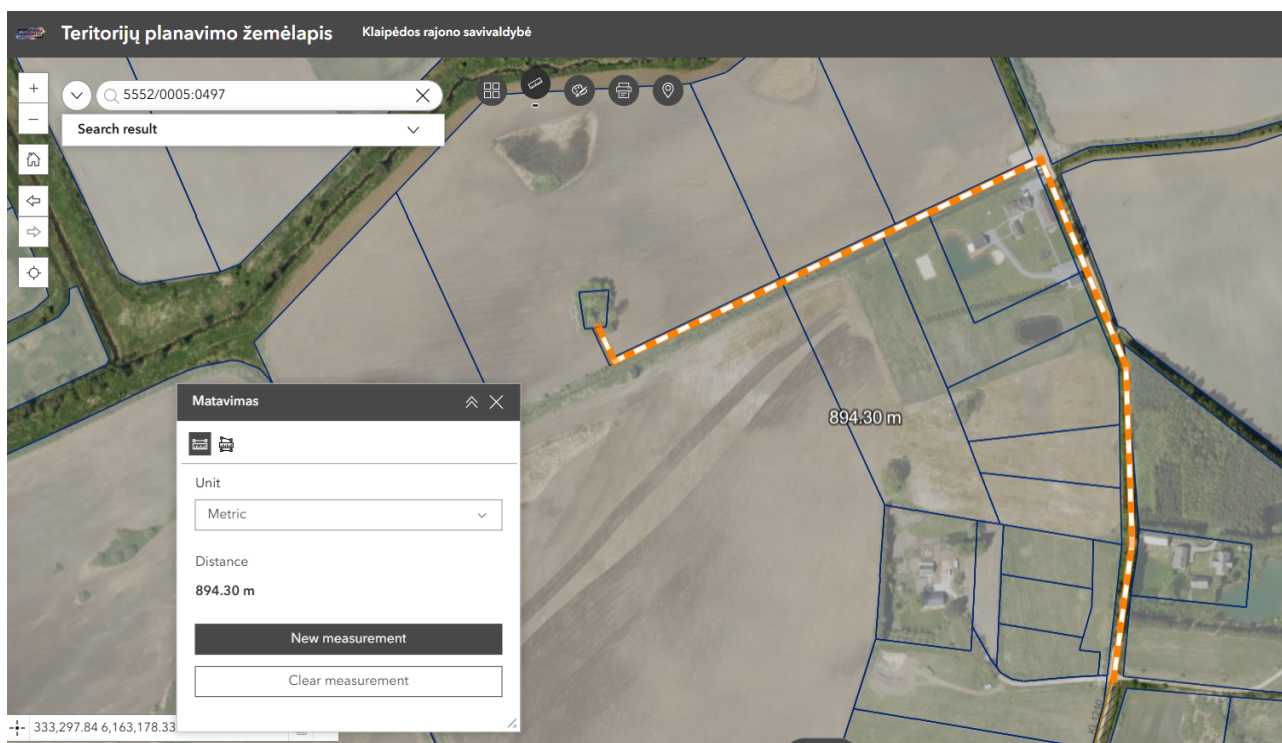 Teritorijų planavimo žemėlapis
Klaipėdos rajono savivaldybė
5552/0005:0497
Search result
894.30 m
Matavimas
Unit
Metric
Distance
894.30 m
New measurement
Clear measurement
333,297.84 6,163,178.33